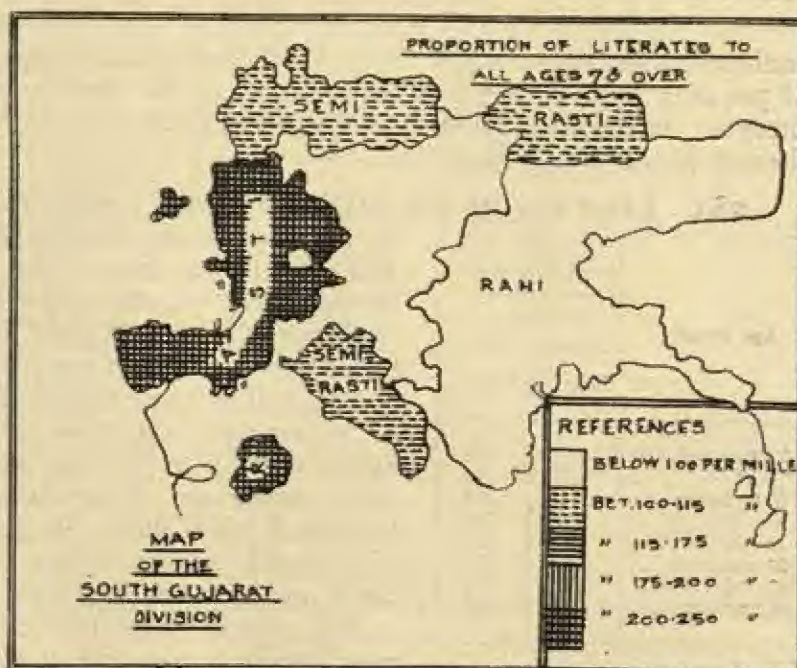 PROPORTION OF LITERATES TO
ALL AGES 7 & OVER
SEMI
RASTI
RASTI
RANI
SEMI
RASTI
R
MAP
OF THE
SOUTH GUJARAT
DIVISION
REFERENCES
BELOW 100 PER MILLE
BET. 100-115 "
" 115-175 "
" 175-200 "
" 200-250 "